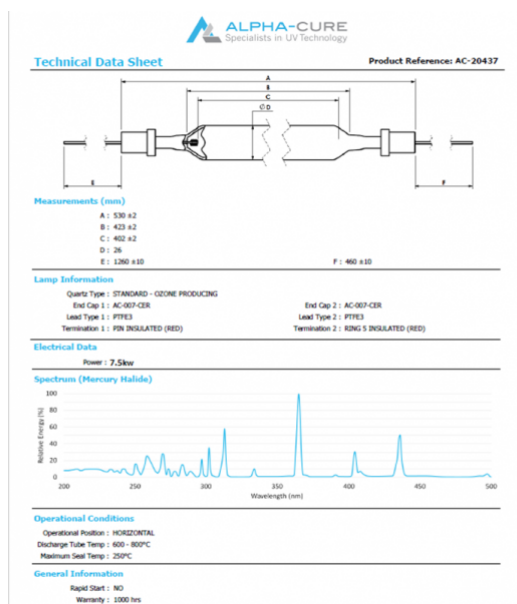 ALPHA-CURE
Specialists in UV Technology
Technical Data Sheet
Product Reference: AC-20437
A
B
C
∅D
E
F
Measurements (mm)
A : 530 ±2
B : 423 ±2
C : 402 ±2
D : 26
E : 1260 ±10
F : 460 ±10
Lamp Information
Quartz Type : STANDARD - OZONE PRODUCING
End Cap 1 : AC-007-CER
End Cap 2 : AC-007-CER
Lead Type 1 : PTFE3
Lead Type 2 : PTFE3
Termination 1 : PIN INSULATED (RED)
Termination 2 : RING 5 INSULATED (RED)
Electrical Data
Power : 7.5kw
Spectrum (Mercury Halide)
Relative Energy (%)
100
80
60
40
20
0
200
250
300
350
400
450
500
Wavelength (nm)
Operational Conditions
Operational Position : HORIZONTAL
Discharge Tube Temp : 600 - 800°C
Maximum Seal Temp : 250°C
General Information
Rapid Start : NO
Warranty : 1000 hrs